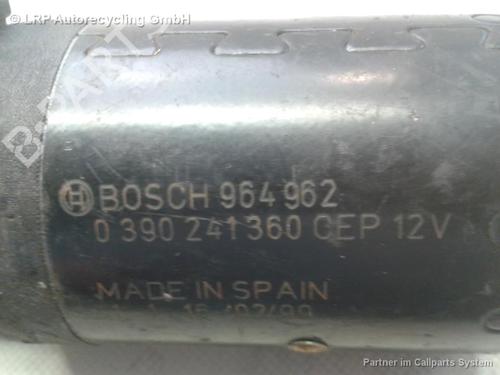 © LRP Autorecycling GmbH
BOSCH 964 962
0 390 241 360 CEP 12V
MADE IN SPAIN
Partner im Callparts System